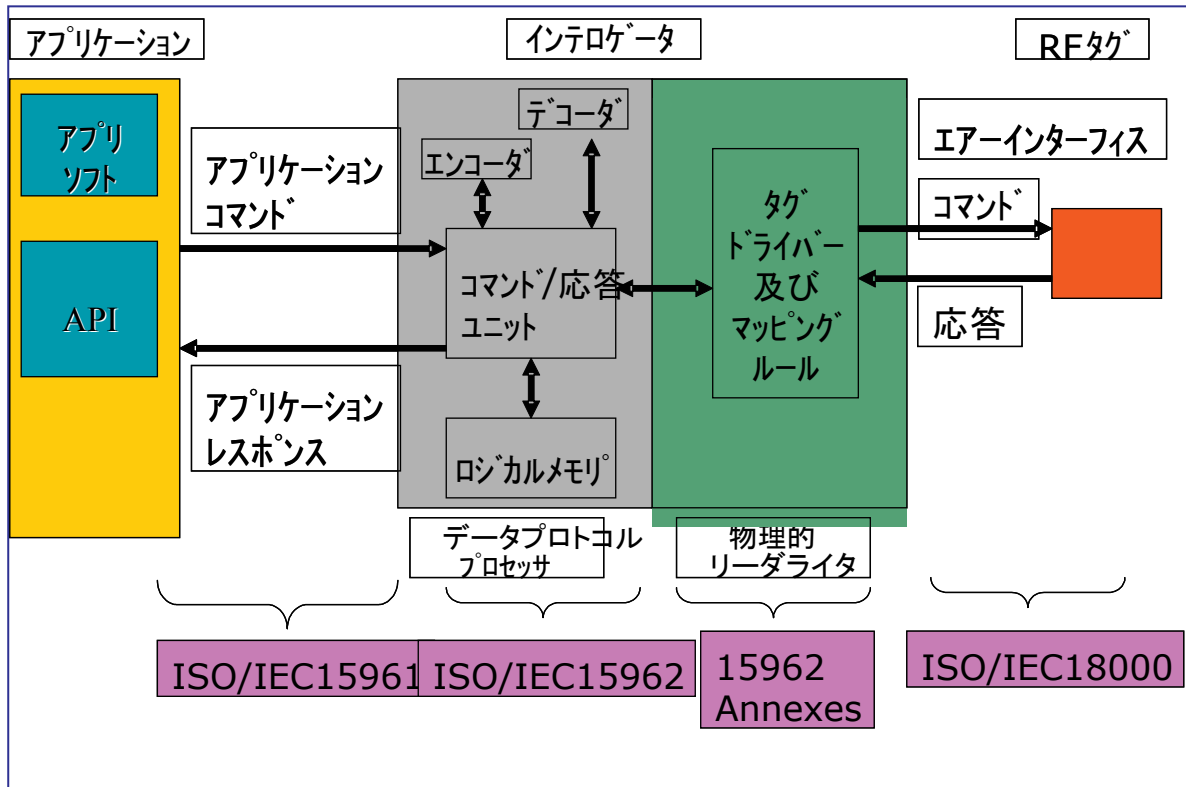 アプリケーション
インテロゲータ
RFタグ
アプリ
ソフト
API
アプリケーション
コマンド
アプリケーション
レスポンス
デコーダ
エンコーダ
コマンド/応答
ユニット
ロジカルメモリ
タグ
ドライバー
及び
マッピング
ルール
エアーインターフィス
コマンド
応答
データプロトコル
プロセッサ
物理的
リーダライタ
ISO/IEC15961
ISO/IEC15962
15962
Annexes
ISO/IEC18000